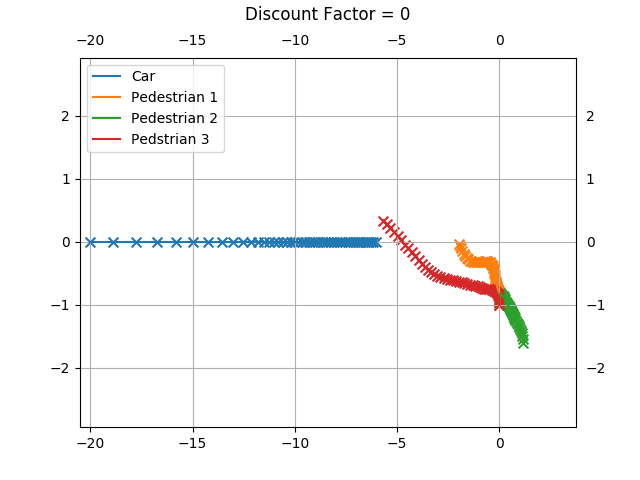 Discount Factor = 0
−20 −15 −10 −5 0
Car
Pedestrian 1
Pedestrian 2
Pedstrian 3
2 2
1 1
0 0
−1 −1
−2 −2
−20 −15 −10 −5 0